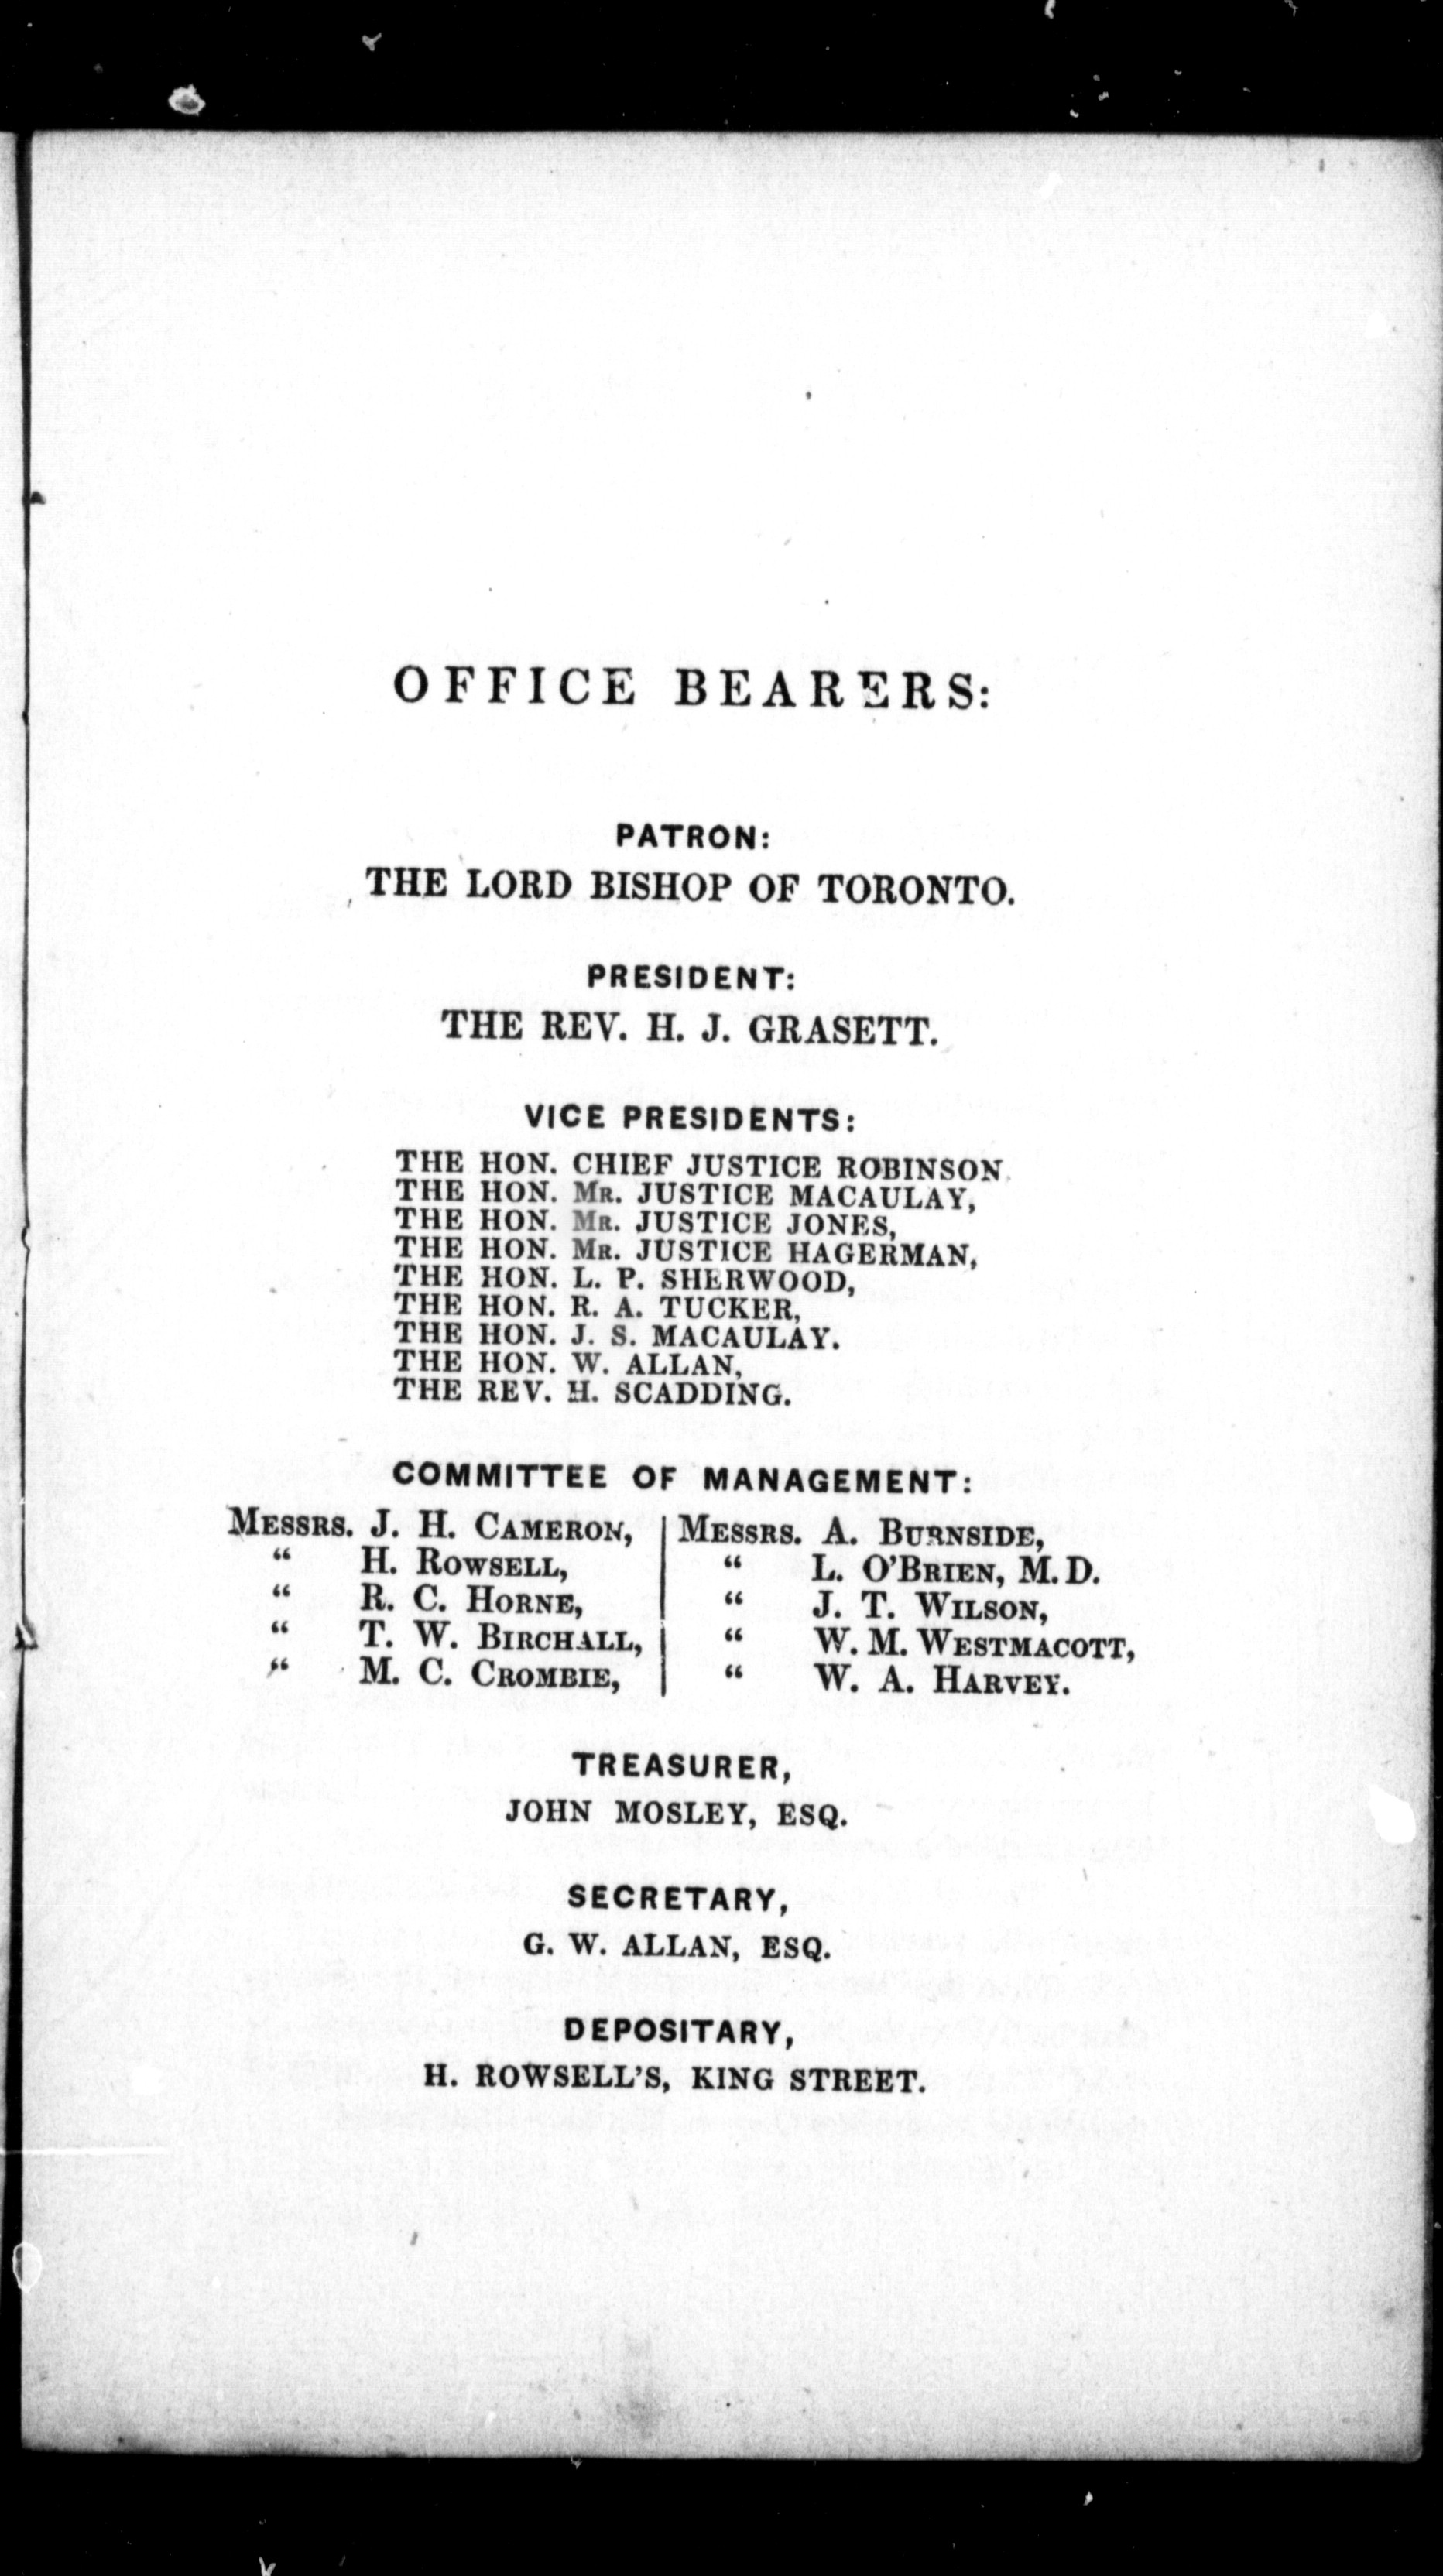 OFFICE BEARERS:
PATRON:
THE LORD BISHOP OF TORONTO.
PRESIDENT:
THE REV. H. J. GRASETT.
VICE PRESIDENTS:
THE HON. CHIEF JUSTICE ROBINSON
THE HON. MR. JUSTICE MACAULAY,
THE HON. MR. JUSTICE JONES,
THE HON. MR. JUSTICE HAGERMAN,
THE HON. L. P. SHERWOOD,
THE HON. R. A. TUCKER,
THE HON. J. S. MACAULAY.
THE HON. W. ALLAN,
THE REV. H. SCADDING.
COMMITTEE OF MANAGEMENT:
MESSRS. J. H. CAMERON,
“ H. ROWSELL,
“ R. C. HORNE,
“ T. W. BIRCHALL,
“ M. C. CROMBIE,
MESSRS. A. BURNSIDE,
“ L. O'BRIEN, M.D.
“ J. T. WILSON,
“ W. M. WESTMACOTT,
“ W. A. HARVEY.
TREASURER,
JOHN MOSLEY, ESQ.
SECRETARY,
G. W. ALLAN, ESQ.
DEPOSITARY,
H. ROWSELL'S, KING STREET.